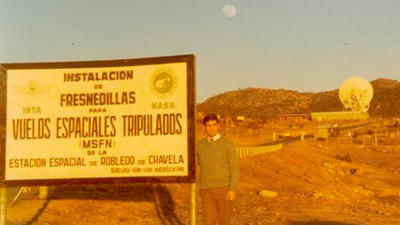 INSTALACION DE
FRESNEDILLAS
INTA PARA NASA
VUELOS ESPACIALES TRIPULADOS
(MSFN)
DE LA
ESTACION ESPACIAL DE ROBLEDO DE CHAVELA
Entrada sólo con autorizacion